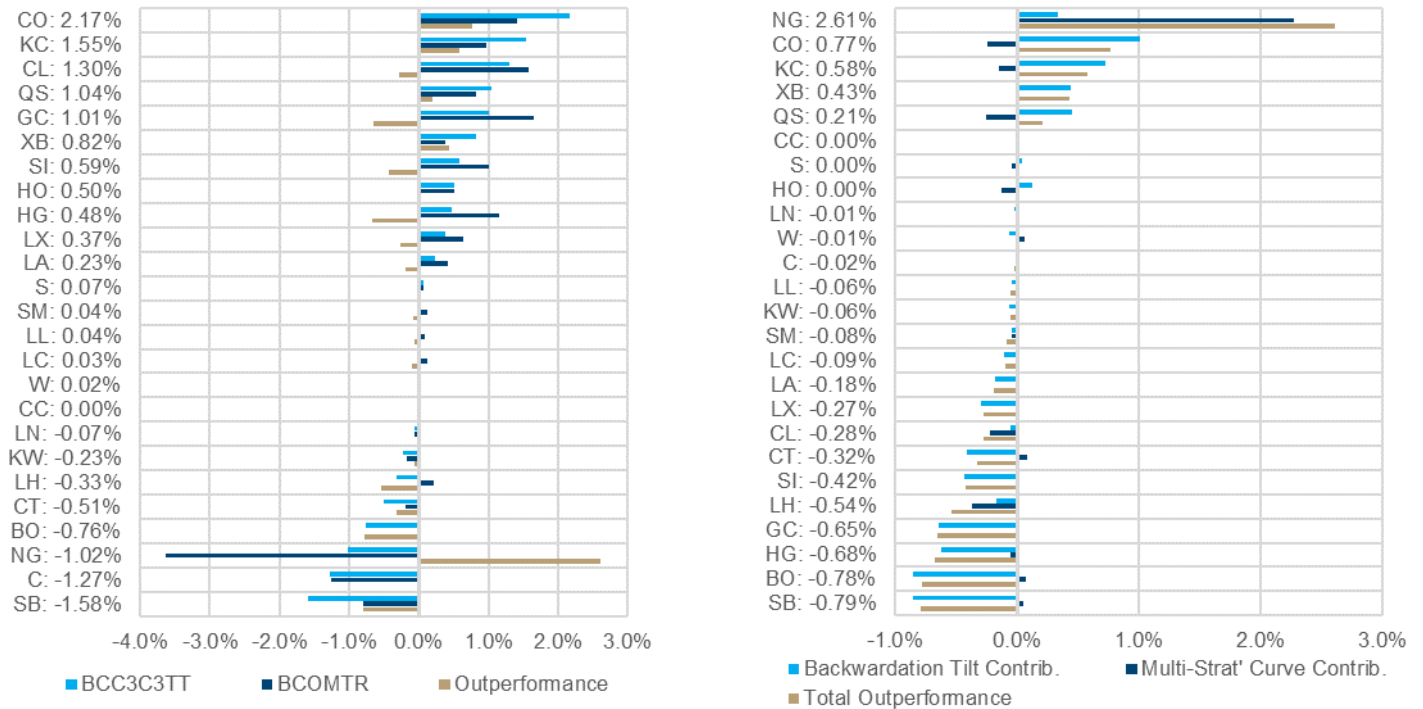 CO: 2.17%
KC: 1.55%
CL: 1.30%
QS: 1.04%
GC: 1.01%
XB: 0.82%
SI: 0.59%
HO: 0.50%
HG: 0.48%
LX: 0.37%
LA: 0.23%
S: 0.07%
SM: 0.04%
LL: 0.04%
LC: 0.03%
W: 0.02%
CC: 0.00%
LN: -0.07%
KW: -0.23%
LH: -0.33%
CT: -0.51%
BO: -0.76%
NG: -1.02%
C: -1.27%
SB: -1.58%
-4.0% -3.0% -2.0% -1.0% 0.0% 1.0% 2.0% 3.0%
BCC3C3TT BCOMTR Outperformance
NG: 2.61%
CO: 0.77%
KC: 0.58%
XB: 0.43%
QS: 0.21%
CC: 0.00%
S: 0.00%
HO: 0.00%
LN: -0.01%
W: -0.01%
C: -0.02%
LL: -0.06%
KW: -0.06%
SM: -0.08%
LC: -0.09%
LA: -0.18%
LX: -0.27%
CL: -0.28%
CT: -0.32%
SI: -0.42%
LH: -0.54%
GC: -0.65%
HG: -0.68%
BO: -0.78%
SB: -0.79%
-1.0% 0.0% 1.0% 2.0% 3.0%
Backwardation Tilt Contrib. Multi-Strat' Curve Contrib.
Total Outperformance